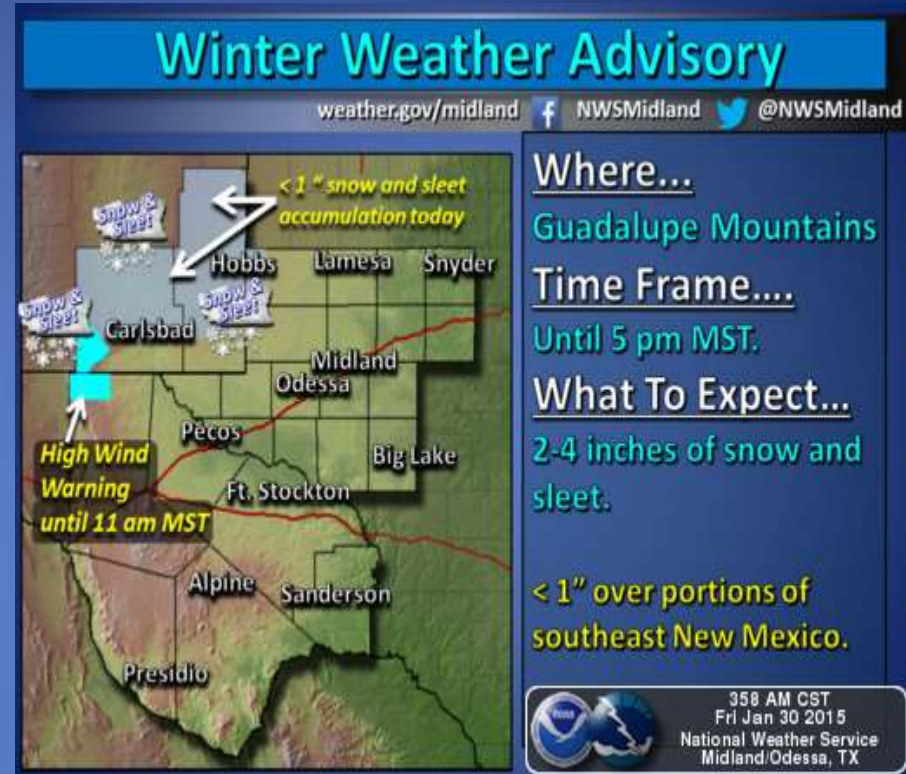 Winter Weather Advisory
weather.gov/midland f NWSMidland @NWSMidland
< 1 " snow and sleet
accumulation today
Snow &
Sleet
Hobbs Lamesa Snyder
Snow &
Sleet
Snow &
Sleet
Carlsbad
Midland
Odessa
Pecos
Big Lake
High Wind
Warning
until 11 am MST
Ft. Stockton
Alpine
Sanderson
Presidio
Where...
Guadalupe Mountains
Time Frame....
Until 5 pm MST.
What To Expect...
2-4 inches of snow and
sleet.
< 1" over portions of
southeast New Mexico.
358 AM CST
Fri Jan 30 2015
National Weather Service
Midland/Odessa, TX